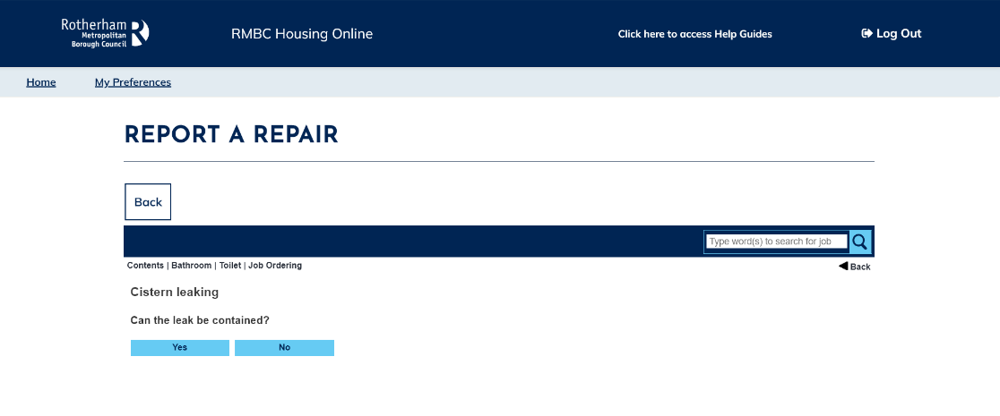 Rotherham
Metropolitan
Borough Council
RMBC Housing Online
Click here to access Help Guides
Log Out
Home
My Preferences
REPORT A REPAIR
Back
Type word(s) to search for job
Contents | Bathroom | Toilet | Job Ordering
Back
Cistern leaking
Can the leak be contained?
Yes
No